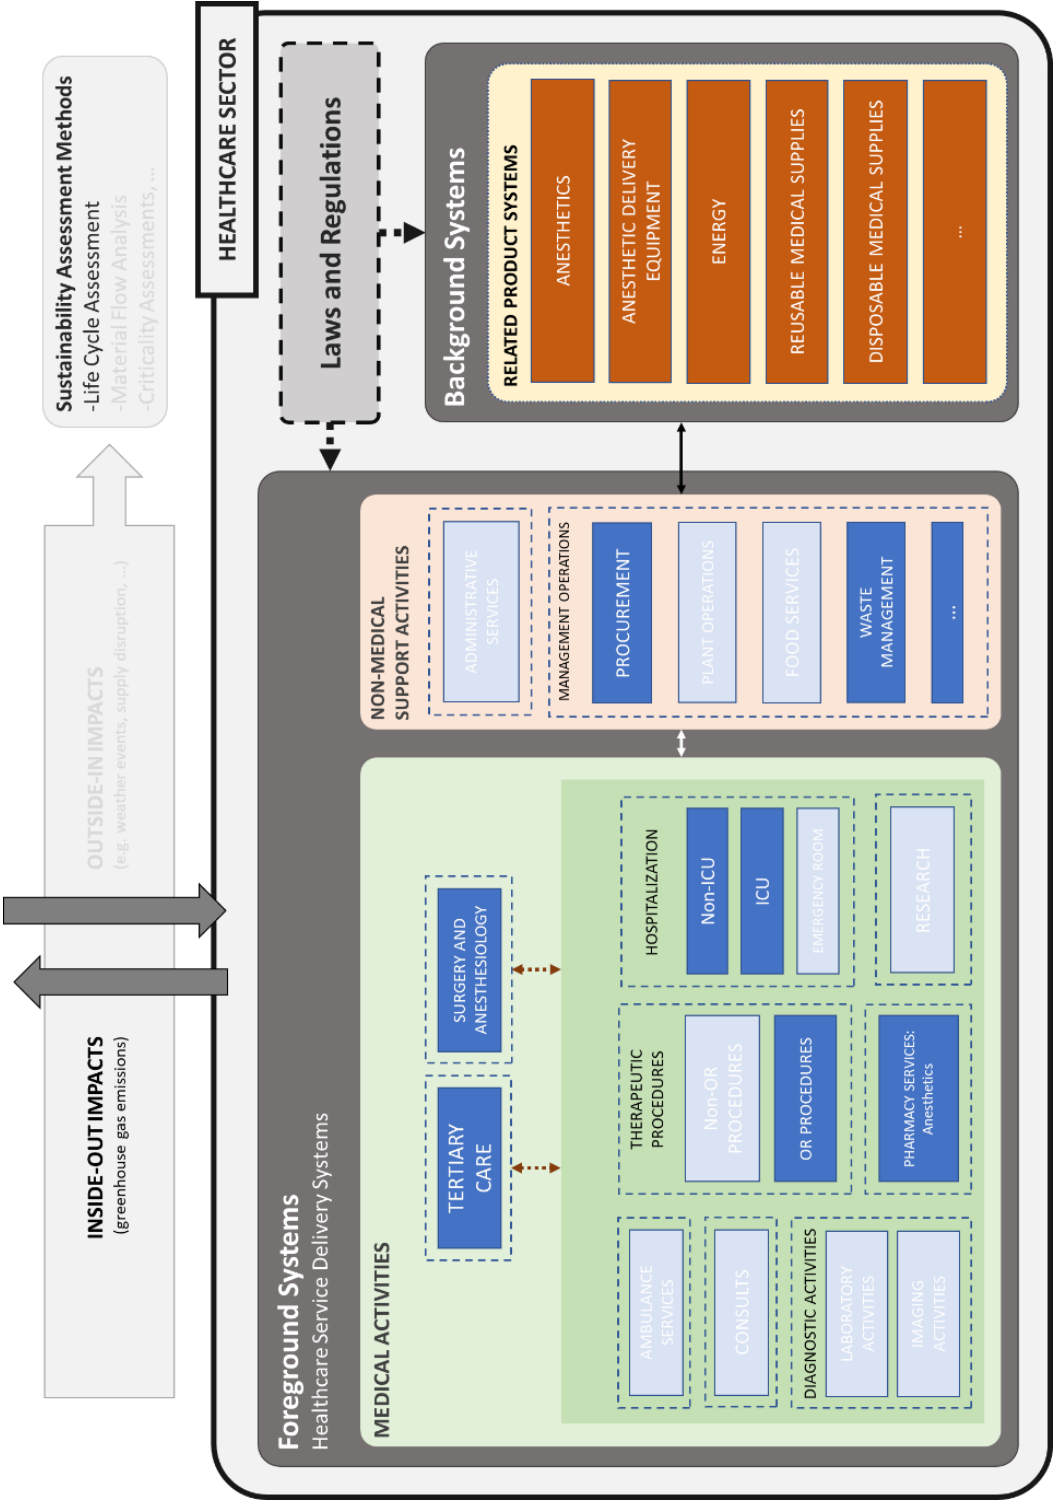 INSIDE-OUT IMPACTS
(greenhouse gas emissions)
OUTSIDE-IN IMPACTS
(e.g. weather events, supply disruption, ...)
Sustainability Assessment Methods
-Life Cycle Assessment
-Material Flow Analysis
-Criticality Assessments, ...
HEALTHCARE SECTOR
Foreground Systems
Healthcare Service Delivery Systems
MEDICAL ACTIVITIES
TERTIARY
CARE
SURGERY AND
ANESTHESIOLOGY
AMBULANCE
SERVICES
CONSULTS
DIAGNOSTIC ACTIVITIES
LABORATORY
ACTIVITIES
IMAGING
ACTIVITIES
THERAPEUTIC
PROCEDURES
Non-OR
PROCEDURES
OR PROCEDURES
PHARMACY SERVICES:
Anesthetics
HOSPITALIZATION
Non-ICU
ICU
EMERGENCY ROOM
RESEARCH
NON-MEDICAL
SUPPORT ACTIVITIES
ADMINISTRATIVE
SERVICES
MANAGEMENT OPERATIONS
PROCUREMENT
PLANT OPERATIONS
FOOD SERVICES
WASTE
MANAGEMENT
...
Laws and Regulations
Background Systems
RELATED PRODUCT SYSTEMS
ANESTHETICS
ANESTHETIC DELIVERY
EQUIPMENT
ENERGY
REUSABLE MEDICAL SUPPLIES
DISPOSABLE MEDICAL SUPPLIES
...